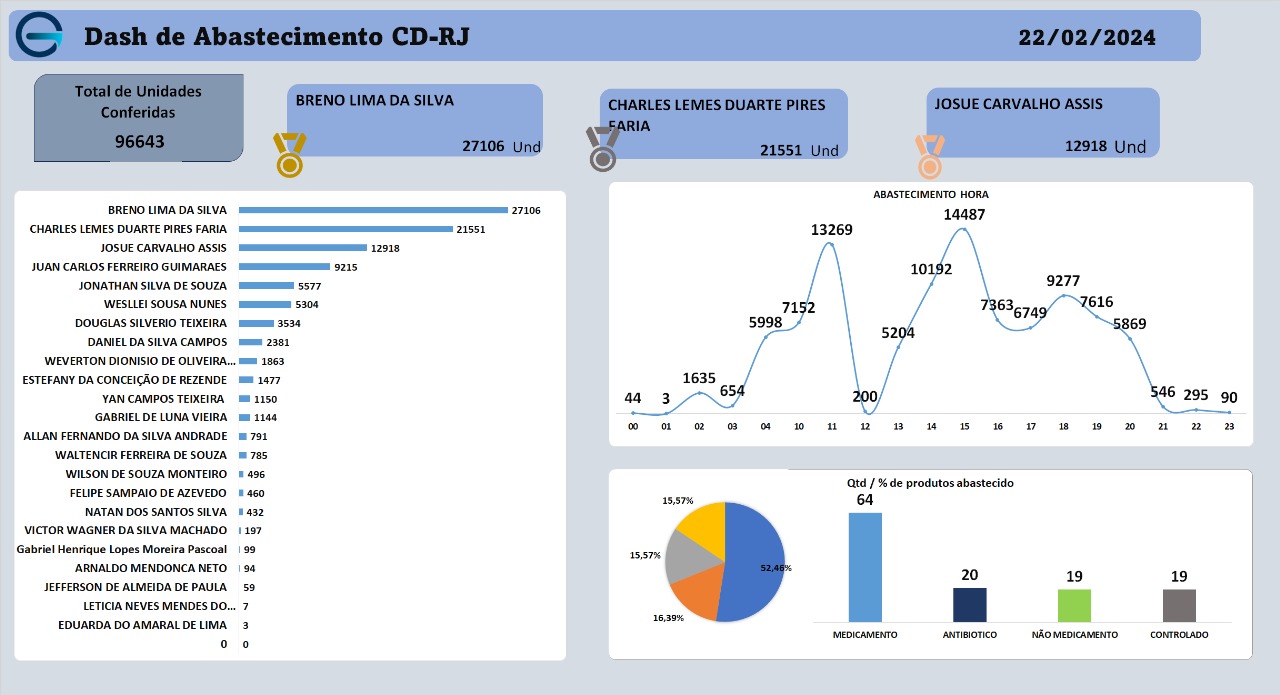 Dash de Abastecimento CD-RJ
22/02/2024
Total de Unidades
Conferidas
96643
BRENO LIMA DA SILVA
27106 Und
CHARLES LEMES DUARTE PIRES
FARIA
21551 Und
JOSUE CARVALHO ASSIS
12918 Und
BRENO LIMA DA SILVA 27106
CHARLES LEMES DUARTE PIRES FARIA 21551
JOSUE CARVALHO ASSIS 12918
JUAN CARLOS FERREIRO GUIMARAES 9215
JONATHAN SILVA DE SOUZA 5577
WESLLEI SOUSA NUNES 5304
DOUGLAS SILVERIO TEIXEIRA 3534
DANIEL DA SILVA CAMPOS 2381
WEVERTON DIONISIO DE OLIVEIRA... 1863
ESTEFANY DA CONCEIÇÃO DE REZENDE 1477
YAN CAMPOS TEIXEIRA 1150
GABRIEL DE LUNA VIEIRA 1144
ALLAN FERNANDO DA SILVA ANDRADE 791
WALTENCIR FERREIRA DE SOUZA 785
WILSON DE SOUZA MONTEIRO 496
FELIPE SAMPAIO DE AZEVEDO 460
NATAN DOS SANTOS SILVA 432
VICTOR WAGNER DA SILVA MACHADO 197
Gabriel Henrique Lopes Moreira Pascoal 99
ARNALDO MENDONCA NETO 94
JEFFERSON DE ALMEIDA DE PAULA 59
LETICIA NEVES MENDES DO... 7
EDUARDA DO AMARAL DE LIMA 3
0 0
ABASTECIMENTO HORA
44 3 1635 654 5998 7152 13269 200 5204 10192 14487 7363 6749 9277 7616 5869 546 295 90
00 01 02 03 04 10 11 12 13 14 15 16 17 18 19 20 21 22 23
Qtd / % de produtos abastecido
15,57%
15,57%
52,46%
16,39%
64 20 19 19
MEDICAMENTO ANTIBIOTICO NÃO MEDICAMENTO CONTROLADO